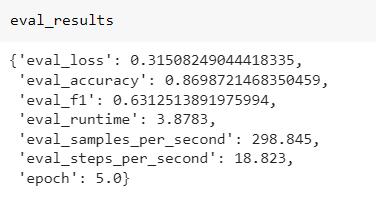 eval_results
{'eval_loss': 0.31508249044418335,
'eval_accuracy': 0.8698721468350459,
'eval_f1': 0.6312513891975994,
'eval_runtime': 3.8783,
'eval_samples_per_second': 298.845,
'eval_steps_per_second': 18.823,
'epoch': 5.0}